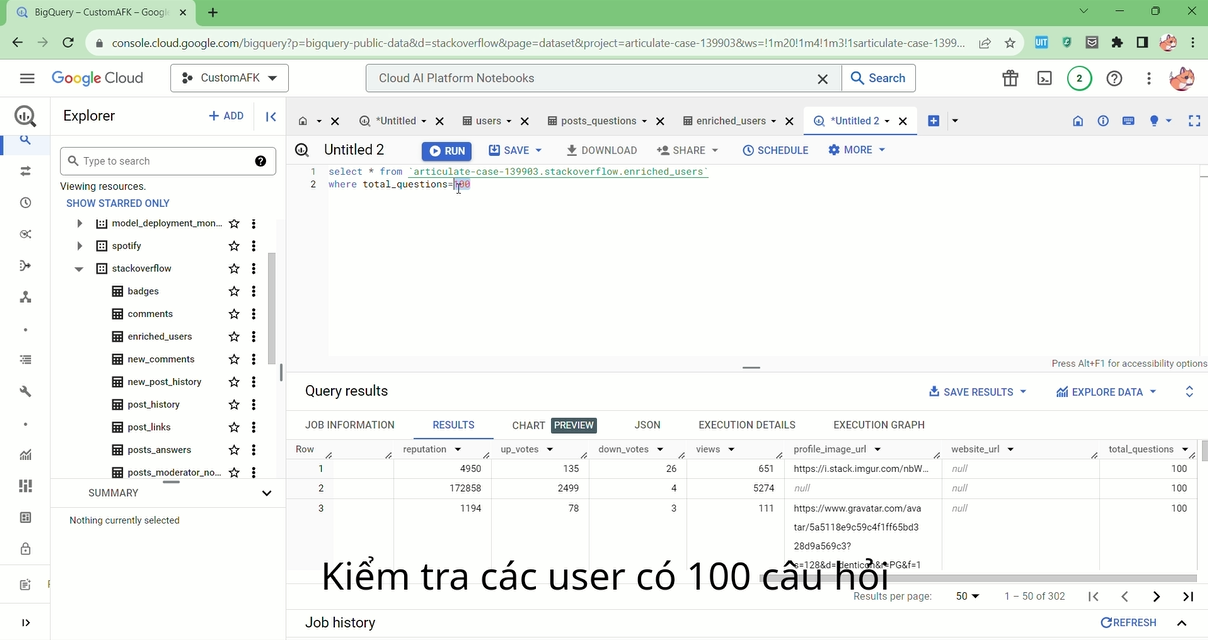 BigQuery – CustomAFK – Google
console.cloud.google.com/bigquery?p=bigquery-public-data&d=stackoverflow&page=dataset&project=articulate-case-139903&ws=!1m20!1m4!1m3!1sarticulate-case-1399...
Google Cloud
CustomAFK
Cloud AI Platform Notebooks
Search
2
Explorer
+ ADD
*Untitled
users
posts_questions
enriched_users
*Untitled 2
Type to search
Viewing resources.
SHOW STARRED ONLY
model_deployment_mon...
spotify
stackoverflow
badges
comments
enriched_users
new_comments
new_post_history
post_history
post_links
posts_answers
posts_moderator_no...
SUMMARY
Nothing currently selected
Untitled 2
RUN
SAVE
DOWNLOAD
SHARE
SCHEDULE
MORE
1 select * from `articulate-case-139903.stackoverflow.enriched_users`
2 where total_questions=100
Press Alt+F1 for accessibility options
Query results
SAVE RESULTS
EXPLORE DATA
JOB INFORMATION RESULTS CHART PREVIEW JSON EXECUTION DETAILS EXECUTION GRAPH
Row reputation up_votes down_votes views profile_image_url website_url total_questions
1 4950 135 26 651 https://i.stack.imgur.com/nbW... null 100
2 172858 2499 4 5274 null null 100
3 1194 78 3 111 https://www.gravatar.com/ava null 100
tar/5a5118e9c59c4f1ff65bd3
28d9a569c3?
s=128&d=identicon&r=PG&f=1
Kiểm tra các user có 100 câu hỏi
Results per page: 50 1 – 50 of 302
Job history
REFRESH